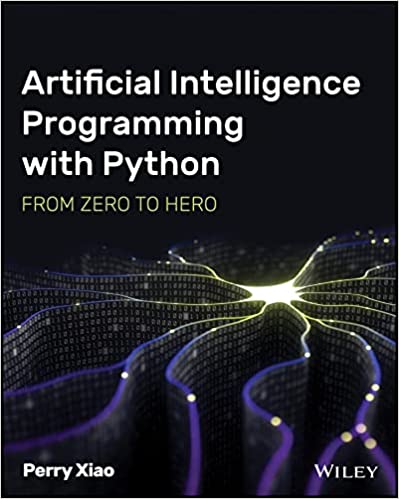 Artificial Intelligence
Programming
with Python
FROM ZERO TO HERO
Perry Xiao
WILEY